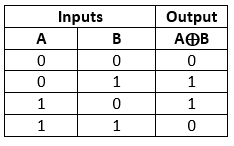 Inputs Output
A B A⊕B
0 0 0
0 1 1
1 0 1
1 1 0